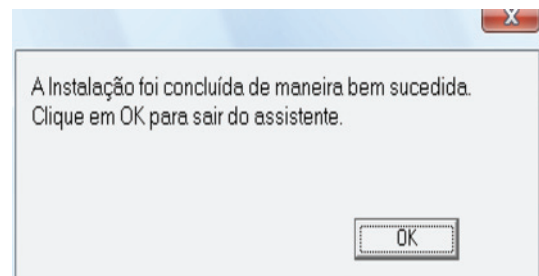 A Instalação foi concluída de maneira bem sucedida.
Clique em OK para sair do assistente.
OK